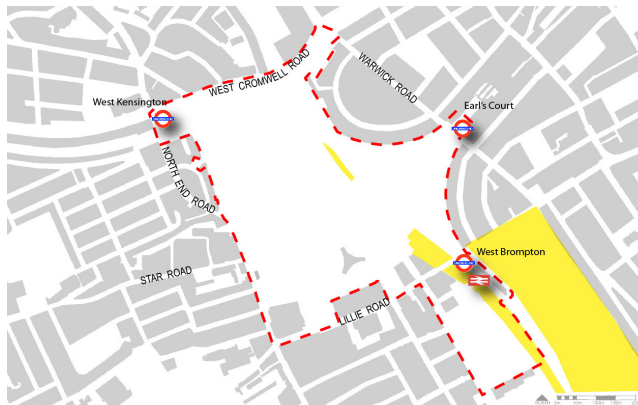 WEST CROMWELL ROAD
WARWICK ROAD
West Kensington
Earl's Court
NORTH END ROAD
STAR ROAD
West Brompton
LILLIE ROAD